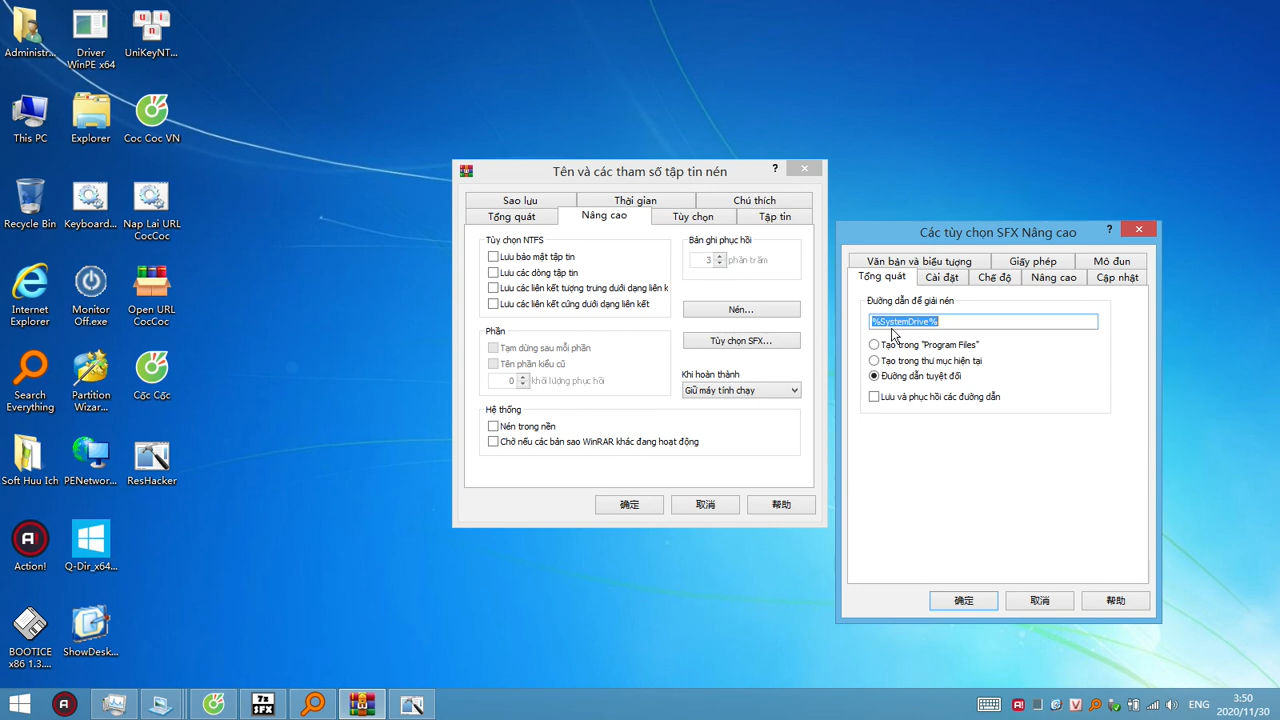 Administr...
Driver WinPE x64
UniKeyNT...
This PC
Explorer
Coc Coc VN
Recycle Bin
Keyboard...
Nap Lai URL CocCoc
Internet Explorer
Monitor Off.exe
Open URL CocCoc
Search Everything
Partition Wizar...
Cốc Cốc
Soft Huu Ich
PENetwor...
ResHacker
Action!
Q-Dir_x64...
BOOTICE x86 1.3....
ShowDesk...
Tên và các tham số tập tin nén
?
Sao lưu
Thời gian
Chú thích
Tổng quát
Nâng cao
Tùy chọn
Tập tin
Tùy chọn NTFS
Lưu bảo mật tập tin
Lưu các dòng tập tin
Lưu các liên kết tượng trưng dưới dạng liên k
Lưu các liên kết cứng dưới dạng liên kết
Bản ghi phục hồi
3 phần trăm
Nén...
Phần
Tạm dừng sau mỗi phần
Tên phần kiểu cũ
0 khối lượng phục hồi
Tùy chọn SFX...
Khi hoàn thành
Giữ máy tính chạy
Hệ thống
Nén trong nền
Chờ nếu các bản sao WinRAR khác đang hoạt động
确定
取消
帮助
Các tùy chọn SFX Nâng cao
?
Văn bản và biểu tượng
Giấy phép
Mô đun
Tổng quát
Cài đặt
Chế độ
Nâng cao
Cập nhật
Đường dẫn để giải nén
%SystemDrive%
Tạo trong "Program Files"
Tạo trong thư mục hiện tại
Đường dẫn tuyệt đối
Lưu và phục hồi các đường dẫn
确定
取消
帮助
7z SFX
ENG
3:50
2020/11/30